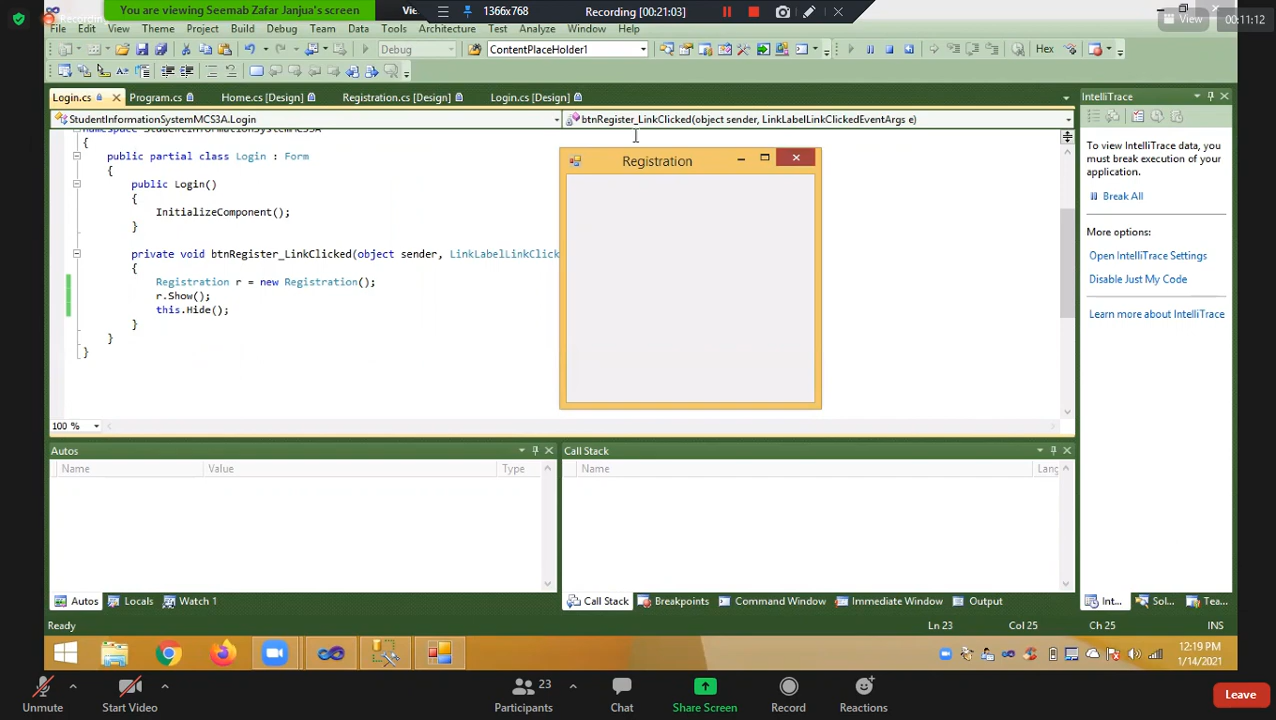 You are viewing Seemab Zafar Janjua's screen
1366x768
Recording [00:21:03]
View
00:11:12
File Edit View Project Build Debug Team Data Tools Architecture Test Analyze Window Help
Debug
ContentPlaceHolder1
Hex
Login.cs
Program.cs
Home.cs [Design]
Registration.cs [Design]
Login.cs [Design]
IntelliTrace
StudentInformationSystemMCS3A.Login
btnRegister_LinkClicked(object sender, LinkLabelLinkClickedEventArgs e)
namespace StudentInformationSystemMCS3A
{
public partial class Login : Form
{
public Login()
{
InitializeComponent();
}
private void btnRegister_LinkClicked(object sender, LinkLabelLinkClick
{
Registration r = new Registration();
r.Show();
this.Hide();
}
}
}
Registration
To view IntelliTrace data, you
must break execution of your
application.
Break All
More options:
Open IntelliTrace Settings
Disable Just My Code
Learn more about IntelliTrace
100 %
Autos
Name Value Type
Call Stack
Name Lang
Autos Locals Watch 1
Call Stack Breakpoints Command Window Immediate Window Output
Int... Sol... Tea...
Ready
Ln 23 Col 25 Ch 25 INS
12:19 PM
1/14/2021
Unmute
Start Video
23
Participants
Chat
Share Screen
Record
Reactions
Leave